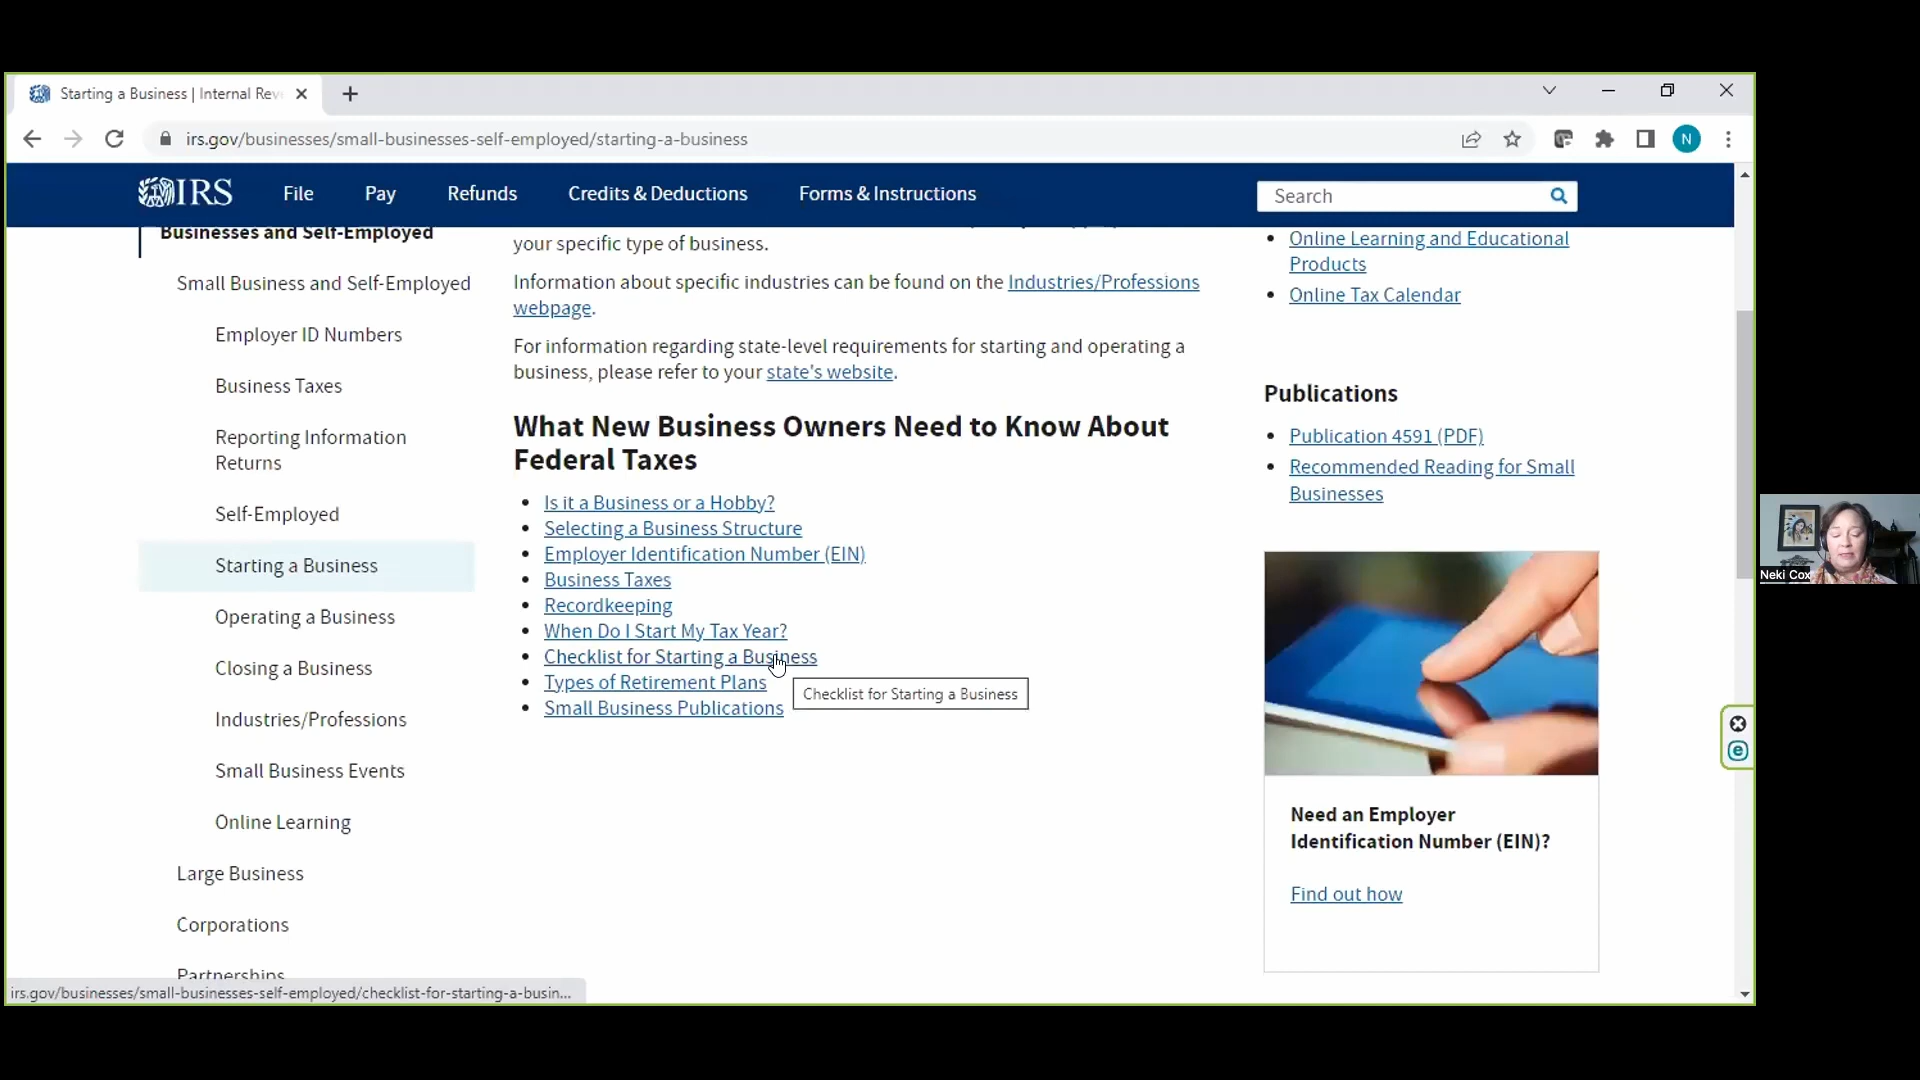 Starting a Business | Internal Rev
irs.gov/businesses/small-businesses-self-employed/starting-a-business
N
IRS
File
Pay
Refunds
Credits & Deductions
Forms & Instructions
Search
Businesses and Self-Employed
Small Business and Self-Employed
Employer ID Numbers
Business Taxes
Reporting Information
Returns
Self-Employed
Starting a Business
Operating a Business
Closing a Business
Industries/Professions
Small Business Events
Online Learning
Large Business
Corporations
Partnerships
your specific type of business.
Information about specific industries can be found on the Industries/Professions
webpage.
For information regarding state-level requirements for starting and operating a
business, please refer to your state's website.
What New Business Owners Need to Know About
Federal Taxes
Is it a Business or a Hobby?
Selecting a Business Structure
Employer Identification Number (EIN)
Business Taxes
Recordkeeping
When Do I Start My Tax Year?
Checklist for Starting a Business
Types of Retirement Plans
Checklist for Starting a Business
Small Business Publications
Online Learning and Educational
Products
Online Tax Calendar
Publications
Publication 4591 (PDF)
Recommended Reading for Small
Businesses
Need an Employer
Identification Number (EIN)?
Find out how
Neki Cox
irs.gov/businesses/small-businesses-self-employed/checklist-for-starting-a-busin...